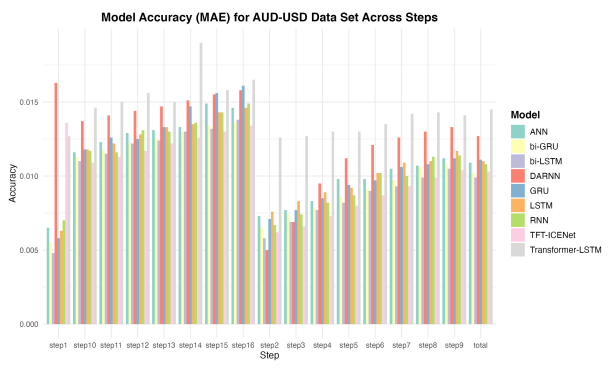 Model Accuracy (MAE) for AUD-USD Data Set Across Steps
Accuracy
0.015
0.010
0.005
0.000
step1 step10 step11 step12 step13 step14 step15 step16 step2 step3 step4 step5 step6 step7 step8 step9 total
Step
Model
ANN
bi-GRU
bi-LSTM
DARNN
GRU
LSTM
RNN
TFT-ICENet
Transformer-LSTM